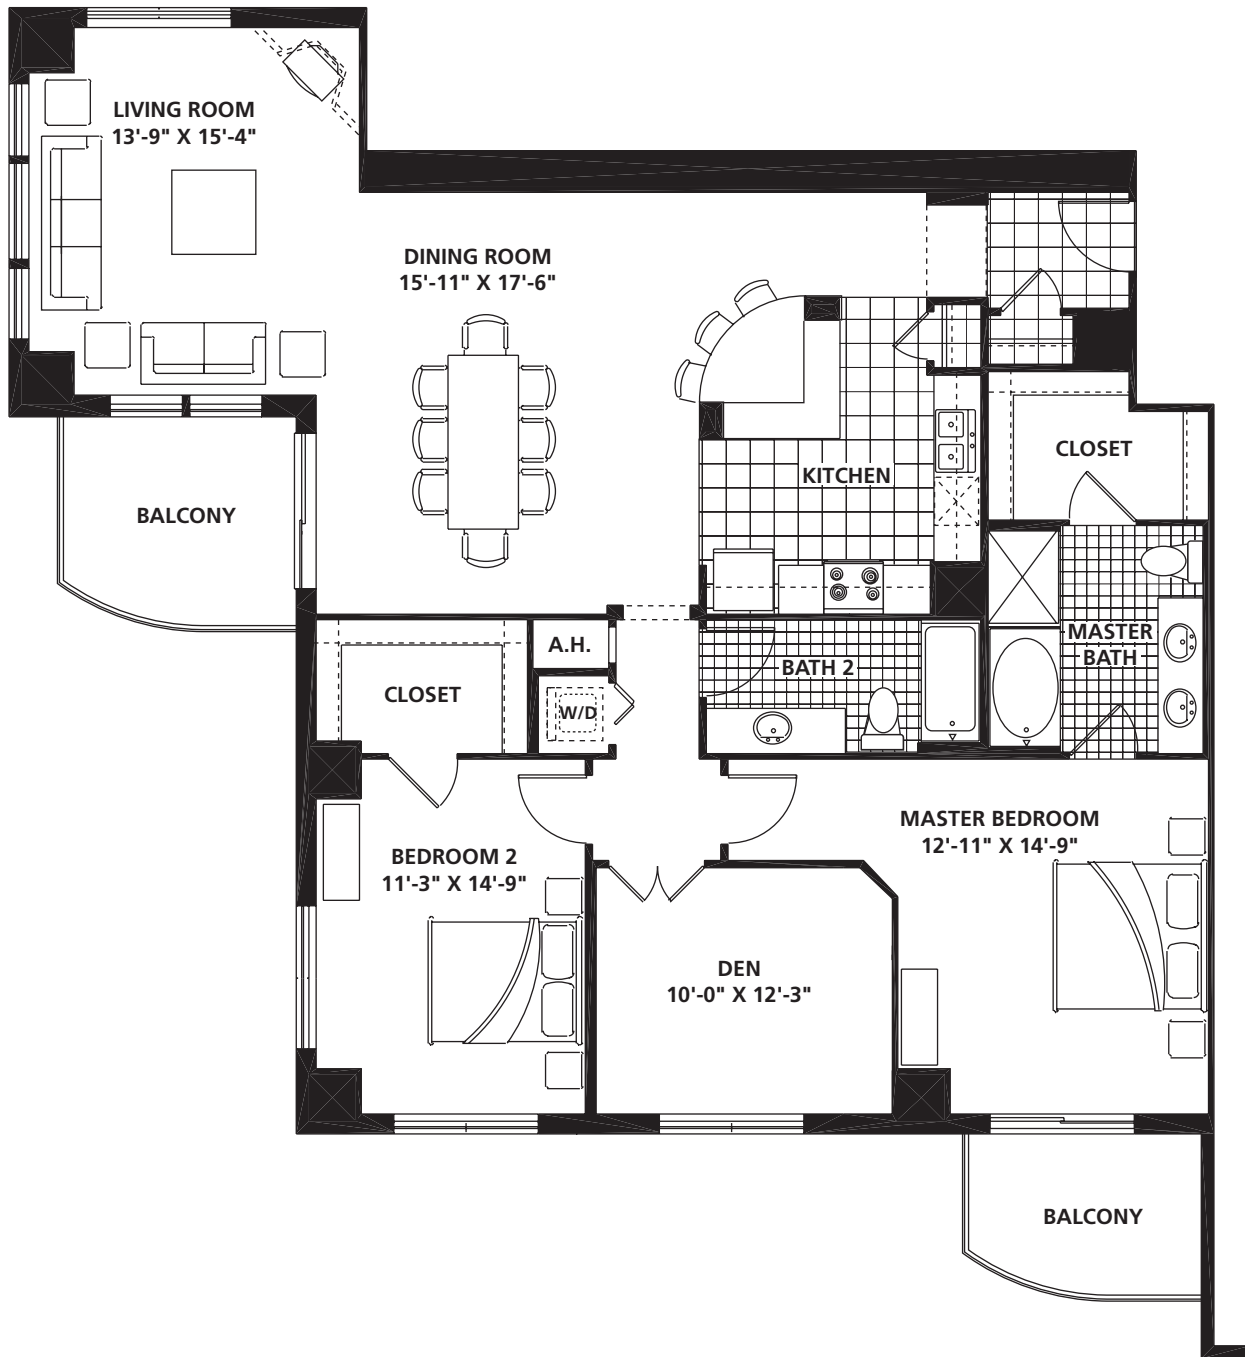 LIVING ROOM
13'-9" X 15'-4"
DINING ROOM
15'-11" X 17'-6"
KITCHEN
CLOSET
BALCONY
MASTER
BATH
A.H.
BATH 2
CLOSET
W/D
MASTER BEDROOM
12'-11" X 14'-9"
BEDROOM 2
11'-3" X 14'-9"
DEN
10'-0" X 12'-3"
BALCONY